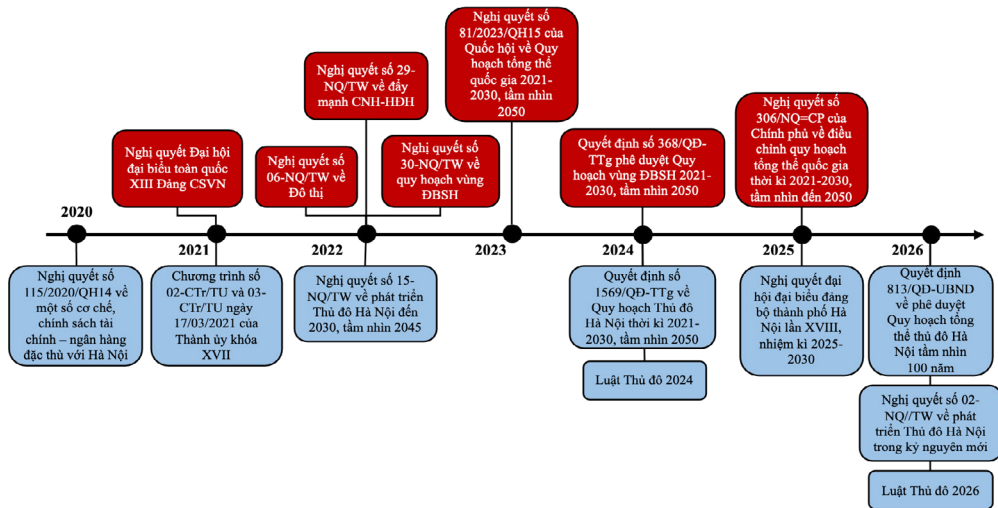 Nghị quyết số
81/2023/QH15 của
Quốc hội về Quy
hoạch tổng thể
quốc gia 2021-
2030, tầm nhìn
2050
Nghị quyết số 29-
NQ/TW về đẩy
mạnh CNH-HĐH
Nghị quyết số
306/NQ=CP của
Chính phủ về điều
chỉnh quy hoạch
tổng thể quốc gia
thời kì 2021-2030,
tầm nhìn đến 2050
Nghị quyết Đại hội
đại biểu toàn quốc
XIII Đảng CSVN
Nghị quyết số
06-NQ/TW về
Đô thị
Nghị quyết số
30-NQ/TW về
quy hoạch vùng
ĐBSH
Quyết định số 368/QĐ-
TTg phê duyệt Quy
hoạch vùng ĐBSH 2021-
2030, tầm nhìn 2050
2020
2021
2022
2023
2024
2025
2026
Nghị quyết số
115/2020/QH14 về
một số cơ chế,
chính sách tài
chính – ngân hàng
đặc thù với Hà Nội
Chương trình số
02-CTr/TU và 03-
CTr/TU ngày
17/03/2021 của
Thành ủy khóa
XVII
Nghị quyết số 15-
NQ/TW về phát triển
Thủ đô Hà Nội đến
2030, tầm nhìn 2045
Quyết định số
1569/QĐ-TTg về
Quy hoạch Thủ đô
Hà Nội thời kì 2021-
2030, tầm nhìn 2050
Luật Thủ đô 2024
Nghị quyết đại
hội đại biểu đảng
bộ thành phố Hà
Nội lần XVIII,
nhiệm kì 2025-
2030
Quyết định
813/QD-UBND
về phê duyệt
Quy hoạch tổng
thể thủ đô Hà
Nội tầm nhìn
100 năm
Nghị quyết số 02-
NQ//TW về phát
triển Thủ đô Hà Nội
trong kỷ nguyên mới
Luật Thủ đô 2026